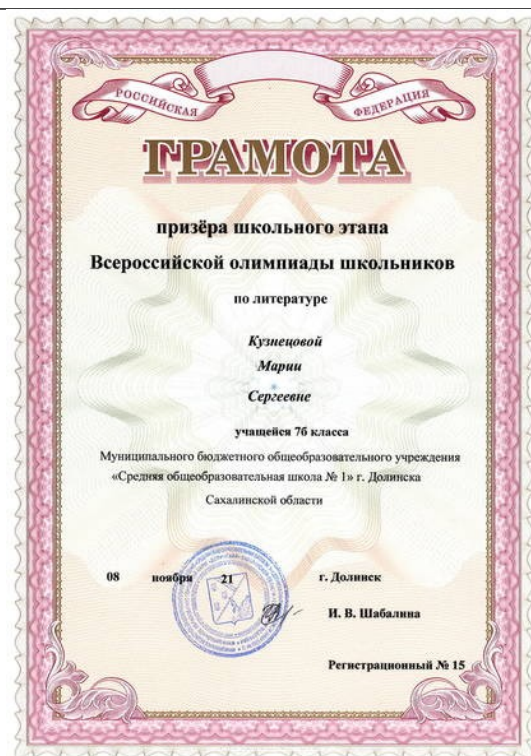 РОССИЙСКАЯ ФЕДЕРАЦИЯ
ГРАМОТА
призёра школьного этапа
Всероссийской олимпиады школьников
по литературе
Кузнецовой
Марии
Сергеевне
учащейся 7б класса
Муниципального бюджетного общеобразовательного учреждения
«Средняя общеобразовательная школа № 1» г. Долинска
Сахалинской области
08 ноября 21 г. Долинск
И. В. Шабалина
Регистрационный № 15